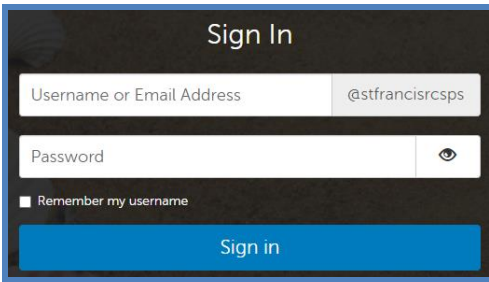 Sign In
Username or Email Address @stfrancisrcsps
Password
Remember my username
Sign in